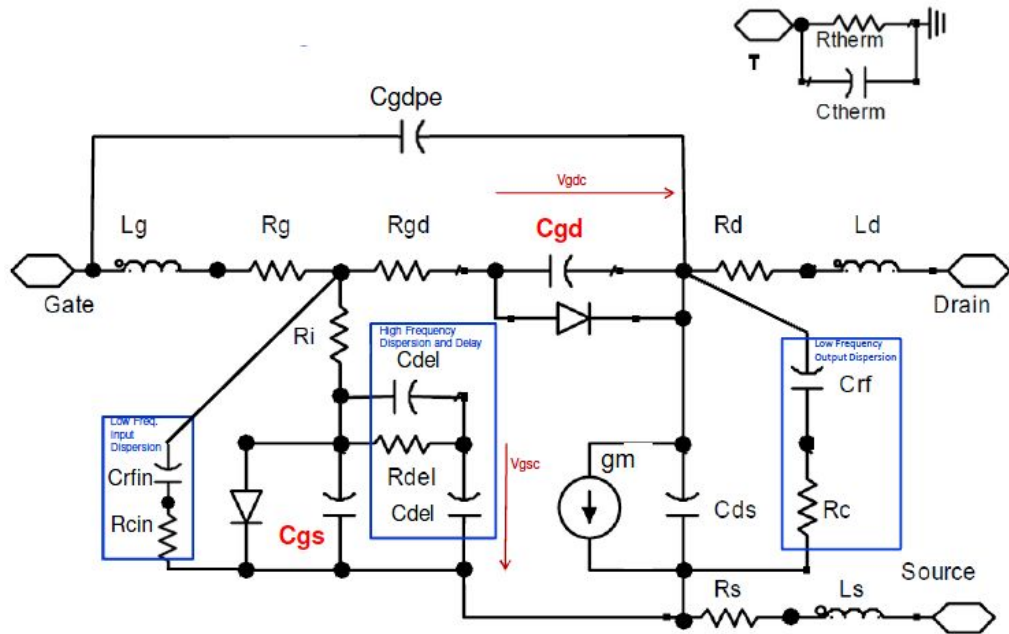 Rtherm
T
Ctherm
Cgdpe
Vgdc
Lg
Rg
Rgd
Cgd
Rd
Ld
Gate
Drain
Ri
High Frequency
Dispersion and Delay
Cdel
Low Frequency
Output Dispersion
Crf
Low Freq.
Input
Dispersion
Crfin
Rcin
Rdel
Cdel
Vgsc
gm
Cgs
Cds
Rc
Rs
Ls
Source